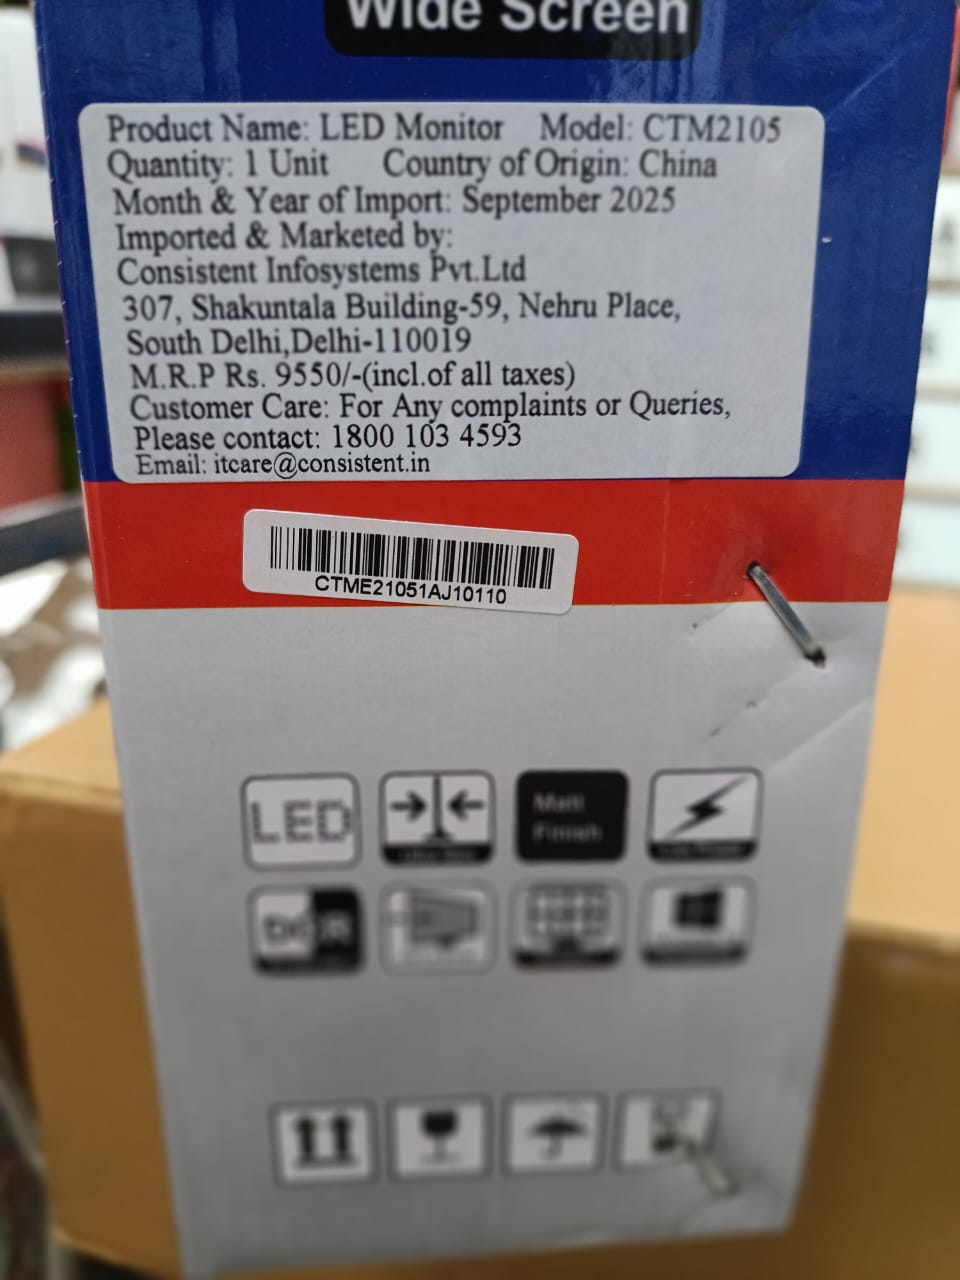 Wide Screen
Product Name: LED Monitor Model: CTM2105
Quantity: 1 Unit Country of Origin: China
Month & Year of Import: September 2025
Imported & Marketed by:
Consistent Infosystems Pvt.Ltd
307, Shakuntala Building-59, Nehru Place,
South Delhi,Delhi-110019
M.R.P Rs. 9550/-(incl.of all taxes)
Customer Care: For Any complaints or Queries,
Please contact: 1800 103 4593
Email: itcare@consistent.in
CTME21051AJ10110
LED
Matt
Finish